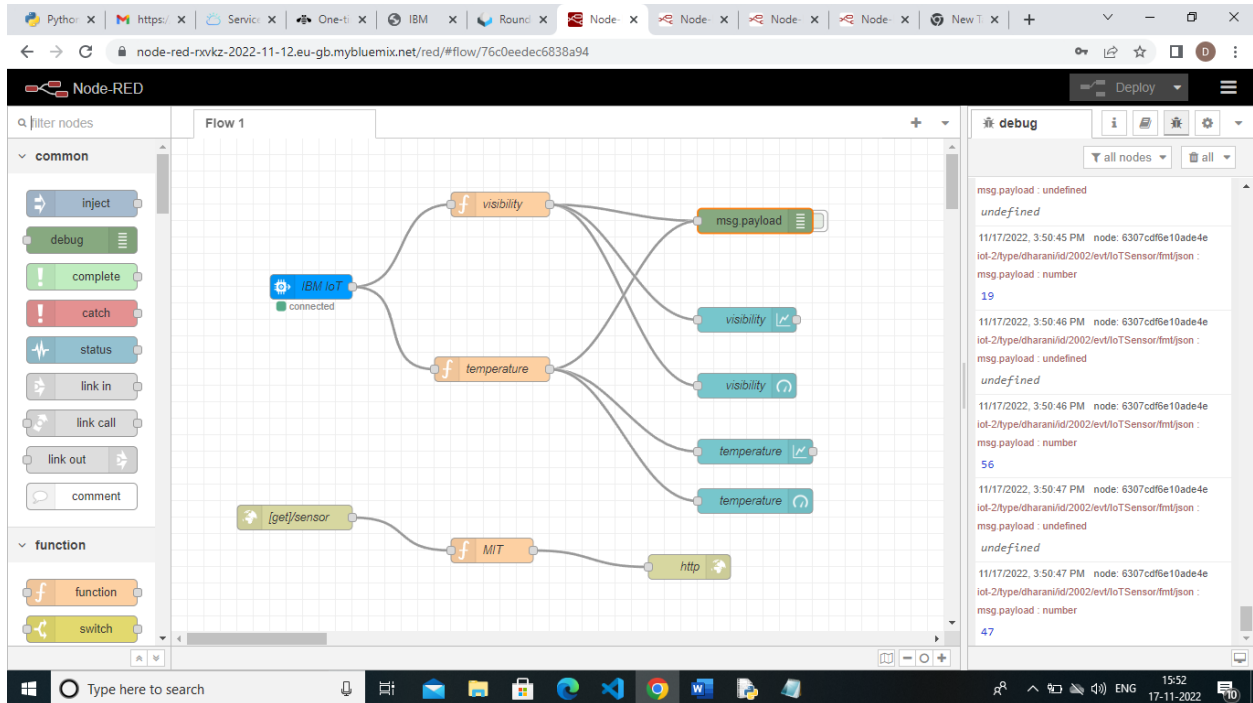 Python
https:/
Service
One-ti
IBM
Round
Node-
Node-
Node-
Node-
New T
node-red-rxvkz-2022-11-12.eu-gb.mybluemix.net/red/#flow/76c0eedec6838a94
D
Node-RED
Deploy
filter nodes
Flow 1
debug
i
common
all nodes
all
inject
debug
complete
catch
status
link in
link call
link out
comment
function
function
switch
visibility
msg.payload
IBM IoT
connected
visibility
temperature
visibility
temperature
temperature
[get]/sensor
MIT
http
msg.payload : undefined
undefined
11/17/2022, 3:50:45 PM node: 6307cdf6e10ade4e
iot-2/type/dharani/id/2002/evt/IoTSensor/fmt/json :
msg.payload : number
19
11/17/2022, 3:50:46 PM node: 6307cdf6e10ade4e
iot-2/type/dharani/id/2002/evt/IoTSensor/fmt/json :
msg.payload : undefined
undefined
11/17/2022, 3:50:46 PM node: 6307cdf6e10ade4e
iot-2/type/dharani/id/2002/evt/IoTSensor/fmt/json :
msg.payload : number
56
11/17/2022, 3:50:47 PM node: 6307cdf6e10ade4e
iot-2/type/dharani/id/2002/evt/IoTSensor/fmt/json :
msg.payload : undefined
undefined
11/17/2022, 3:50:47 PM node: 6307cdf6e10ade4e
iot-2/type/dharani/id/2002/evt/IoTSensor/fmt/json :
msg.payload : number
47
Type here to search
ENG
15:52
17-11-2022
10